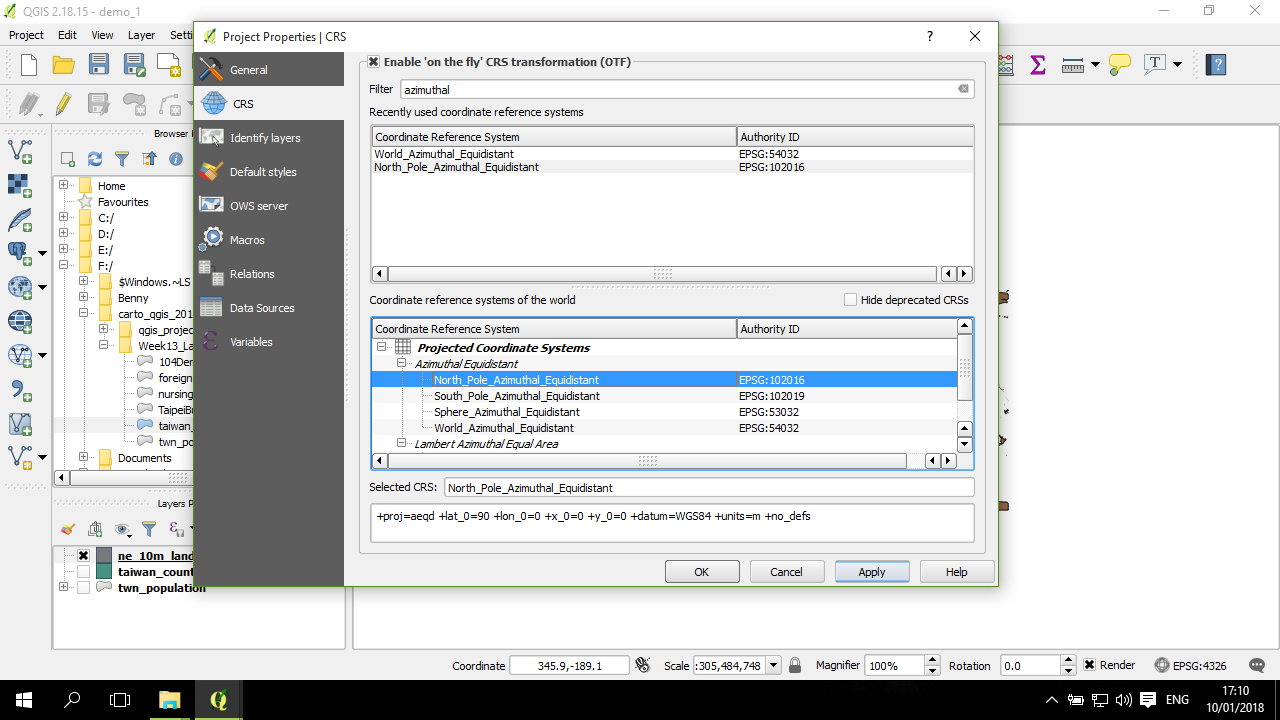 QGIS 2.18.15 - demo_1
Project Edit View Layer
Project Properties | CRS
General
CRS
Identify layers
Default styles
OWS server
Macros
Relations
Data Sources
Variables
Enable 'on the fly' CRS transformation (OTF)
Filter azimuthal
Recently used coordinate reference systems
Coordinate Reference System Authority ID
World_Azimuthal_Equidistant EPSG:54032
North_Pole_Azimuthal_Equidistant EPSG:102016
Coordinate reference systems of the world Hide deprecated CRSs
Coordinate Reference System Authority ID
Projected Coordinate Systems
Azimuthal Equidistant
North_Pole_Azimuthal_Equidistant EPSG:102016
South_Pole_Azimuthal_Equidistant EPSG:102019
Sphere_Azimuthal_Equidistant EPSG:53032
World_Azimuthal_Equidistant EPSG:54032
Lambert Azimuthal Equal Area
Selected CRS: North_Pole_Azimuthal_Equidistant
+proj=aeqd +lat_0=90 +lon_0=0 +x_0=0 +y_0=0 +datum=WGS84 +units=m +no_defs
OK Cancel Apply Help
Browser
Home
Favourites
C:/
D:/
E:/
F:/
$Windows.~LS
Benny
carto_qgis_201
qgis_projec
Week13_La
104Der
foreign
nursing
TaipeiBu
taiwan_
twn_po
Documents
Layers P
ne_10m_land
taiwan_count
twn_population
Coordinate 345.9,-189.1 Scale :305,484,748 Magnifier 100% Rotation 0.0 Render EPSG:4326
ENG
17:10
10/01/2018